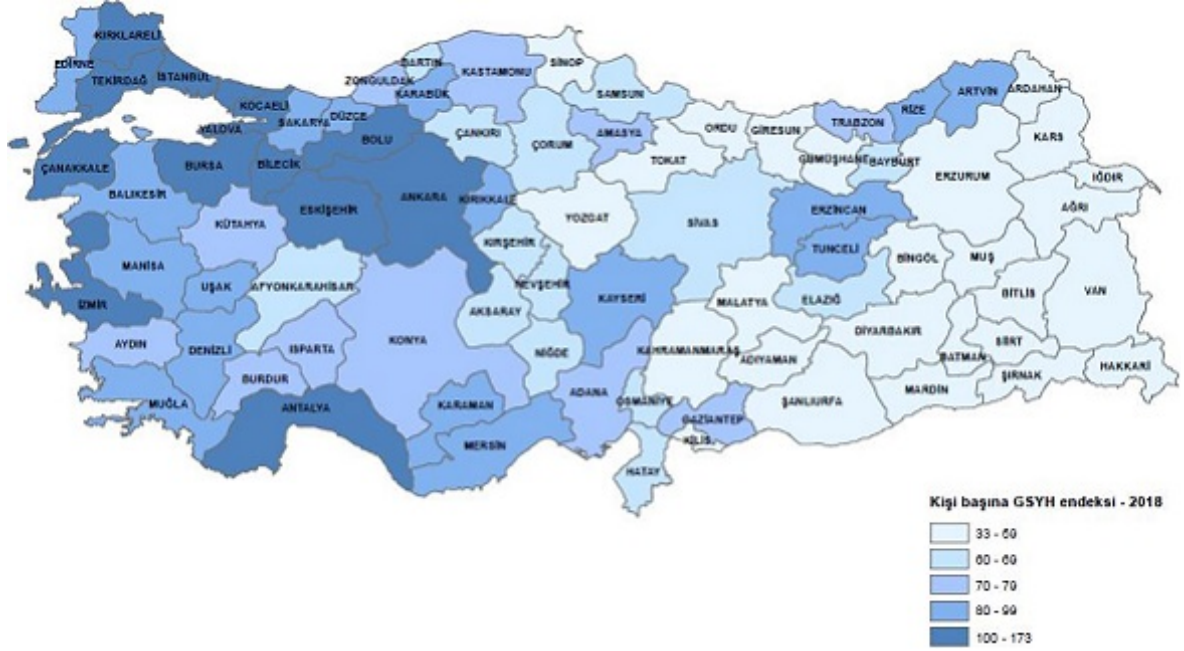 KIRKLARELİ
EDİRNE
TEKİRDAĞ
İSTANBUL
BARTIN
ZONGULDAK
KASTAMONU
SİNOP
KARABÜK
SAMSUN
KOCAELİ
YALOVA
SAKARYA
DÜZCE
BOLU
ÇANKIRI
ÇORUM
AMASYA
ORDU
GİRESUN
TRABZON
RİZE
ARTVİN
ARDAHAN
KARS
ÇANAKKALE
BURSA
BİLECİK
TOKAT
GÜMÜŞHANE
BAYBURT
ERZURUM
IĞDIR
BALIKESİR
ESKİŞEHİR
ANKARA
KIRIKKALE
YOZGAT
SİVAS
ERZİNCAN
AĞRI
KÜTAHYA
KIRŞEHİR
TUNCELİ
BİNGÖL
MUŞ
MANİSA
UŞAK
AFYONKARAHİSAR
NEVŞEHİR
KAYSERİ
MALATYA
ELAZIĞ
BİTLİS
VAN
İZMİR
AKSARAY
AYDIN
DENİZLİ
ISPARTA
KONYA
NİĞDE
KAHRAMANMARAŞ
ADIYAMAN
DİYARBAKIR
BATMAN
SİİRT
BURDUR
ŞIRNAK
HAKKARİ
MUĞLA
ANTALYA
KARAMAN
ADANA
OSMANİYE
GAZİANTEP
ŞANLIURFA
MARDİN
MERSİN
KİLİS
HATAY
Kişi başına GSYH endeksi - 2018
33 - 59
60 - 69
70 - 79
80 - 99
100 - 173